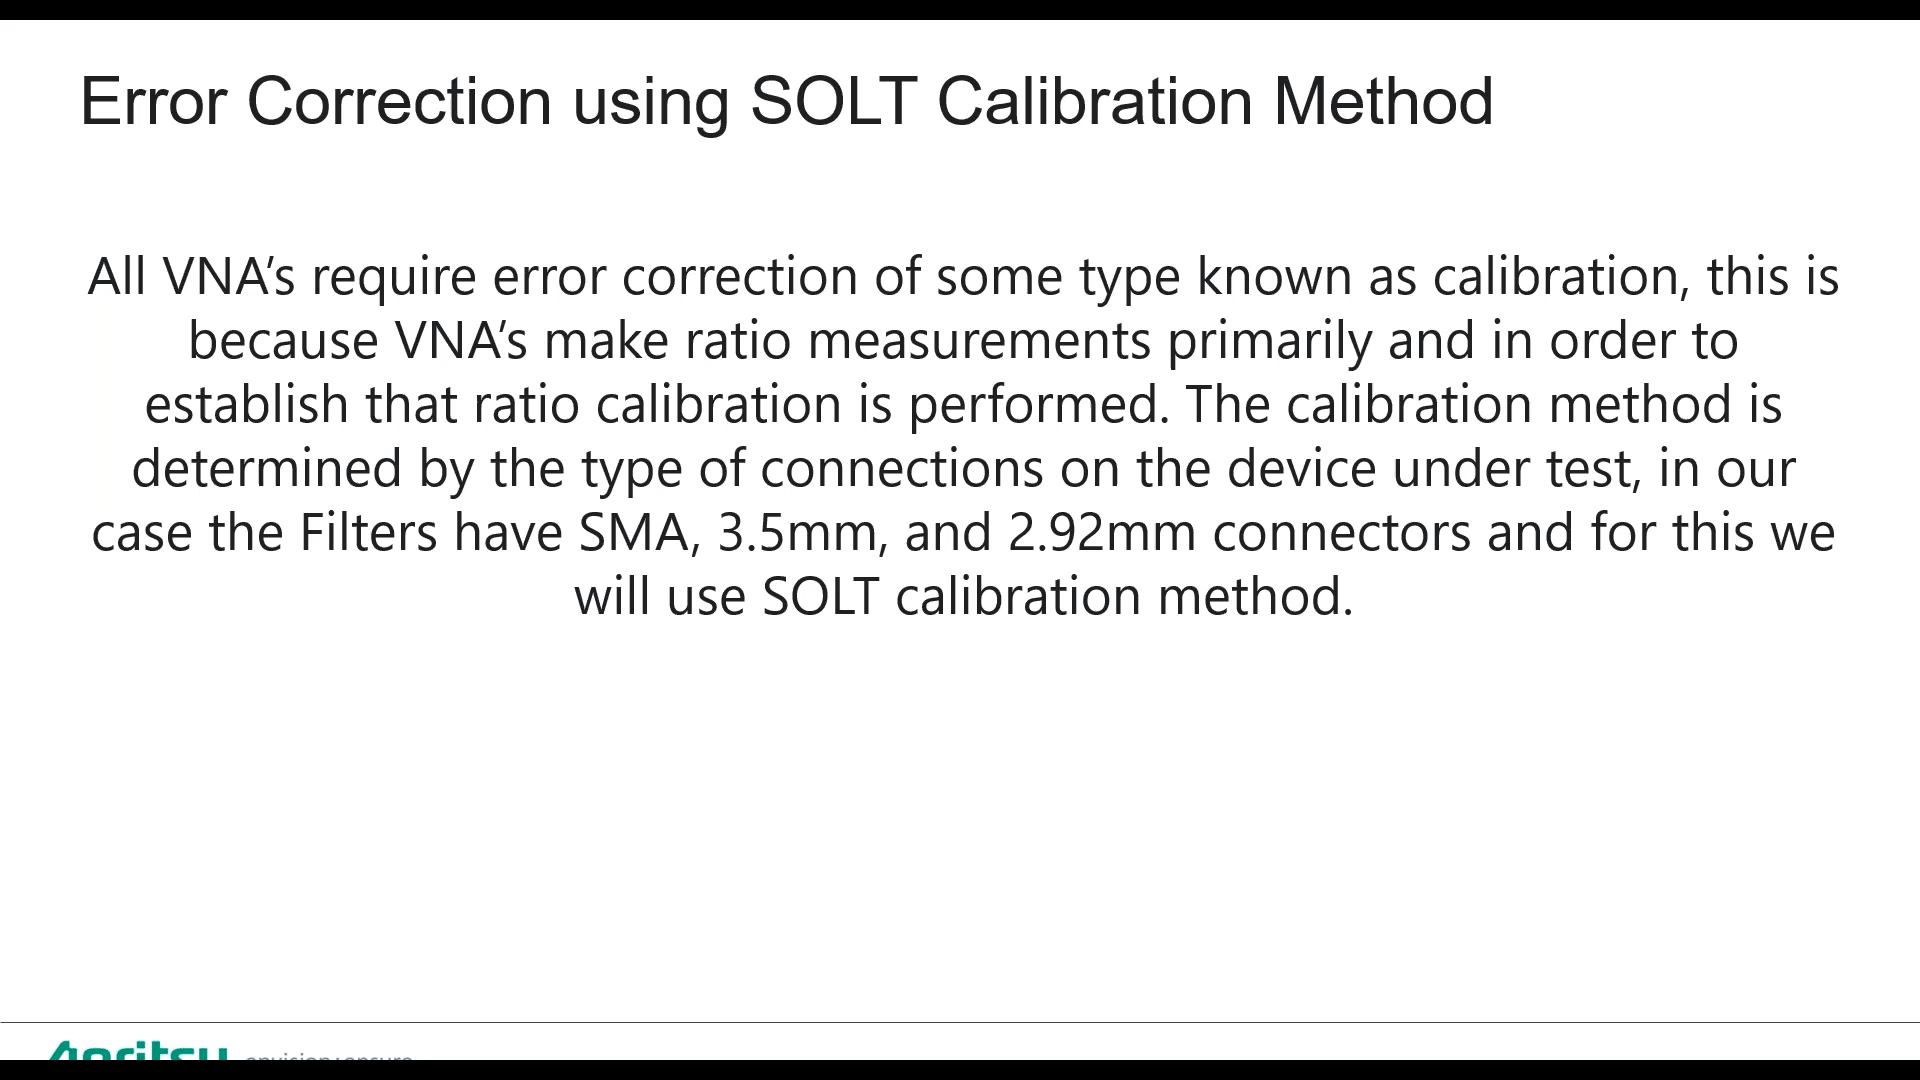 Error Correction using SOLT Calibration Method
All VNA’s require error correction of some type known as calibration, this is
because VNA’s make ratio measurements primarily and in order to
establish that ratio calibration is performed. The calibration method is
determined by the type of connections on the device under test, in our
case the Filters have SMA, 3.5mm, and 2.92mm connectors and for this we
will use SOLT calibration method.
Anritsu envision : ensure